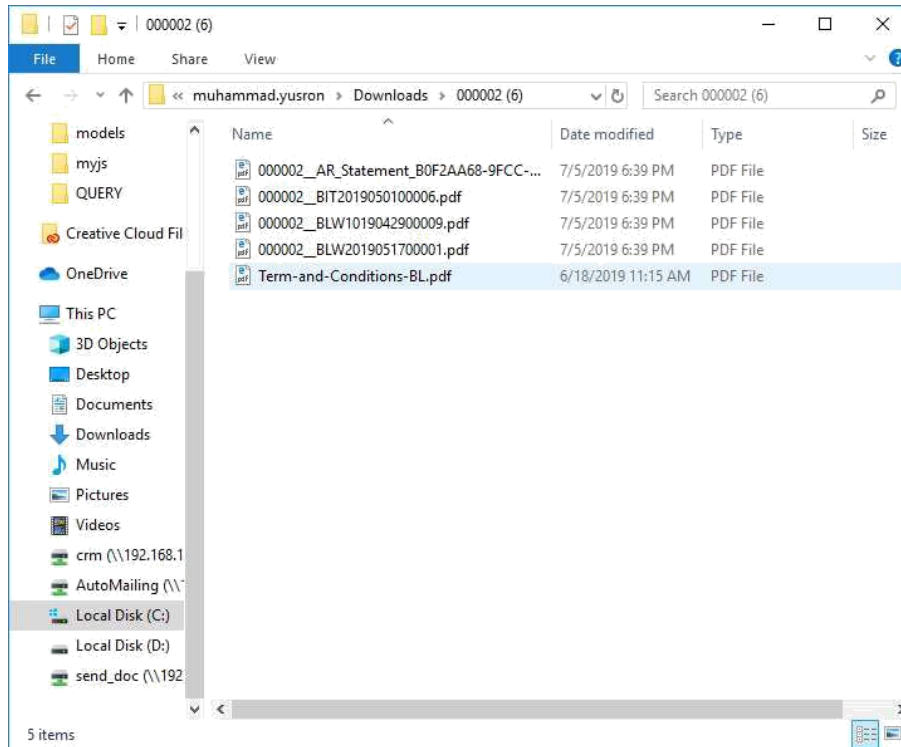 000002 (6)
File Home Share View
« muhammad.yusron › Downloads › 000002 (6) Search 000002 (6)
models
myjs
QUERY
Creative Cloud Fil
OneDrive
This PC
3D Objects
Desktop
Documents
Downloads
Music
Pictures
Videos
crm (\\192.168.1
AutoMailing (\\
Local Disk (C:)
Local Disk (D:)
send_doc (\\192
Name Date modified Type Size
000002__AR_Statement_B0F2AA68-9FCC-... 7/5/2019 6:39 PM PDF File
000002__BIT2019050100006.pdf 7/5/2019 6:39 PM PDF File
000002__BLW1019042900009.pdf 7/5/2019 6:39 PM PDF File
000002__BLW2019051700001.pdf 7/5/2019 6:39 PM PDF File
Term-and-Conditions-BL.pdf 6/18/2019 11:15 AM PDF File
5 items